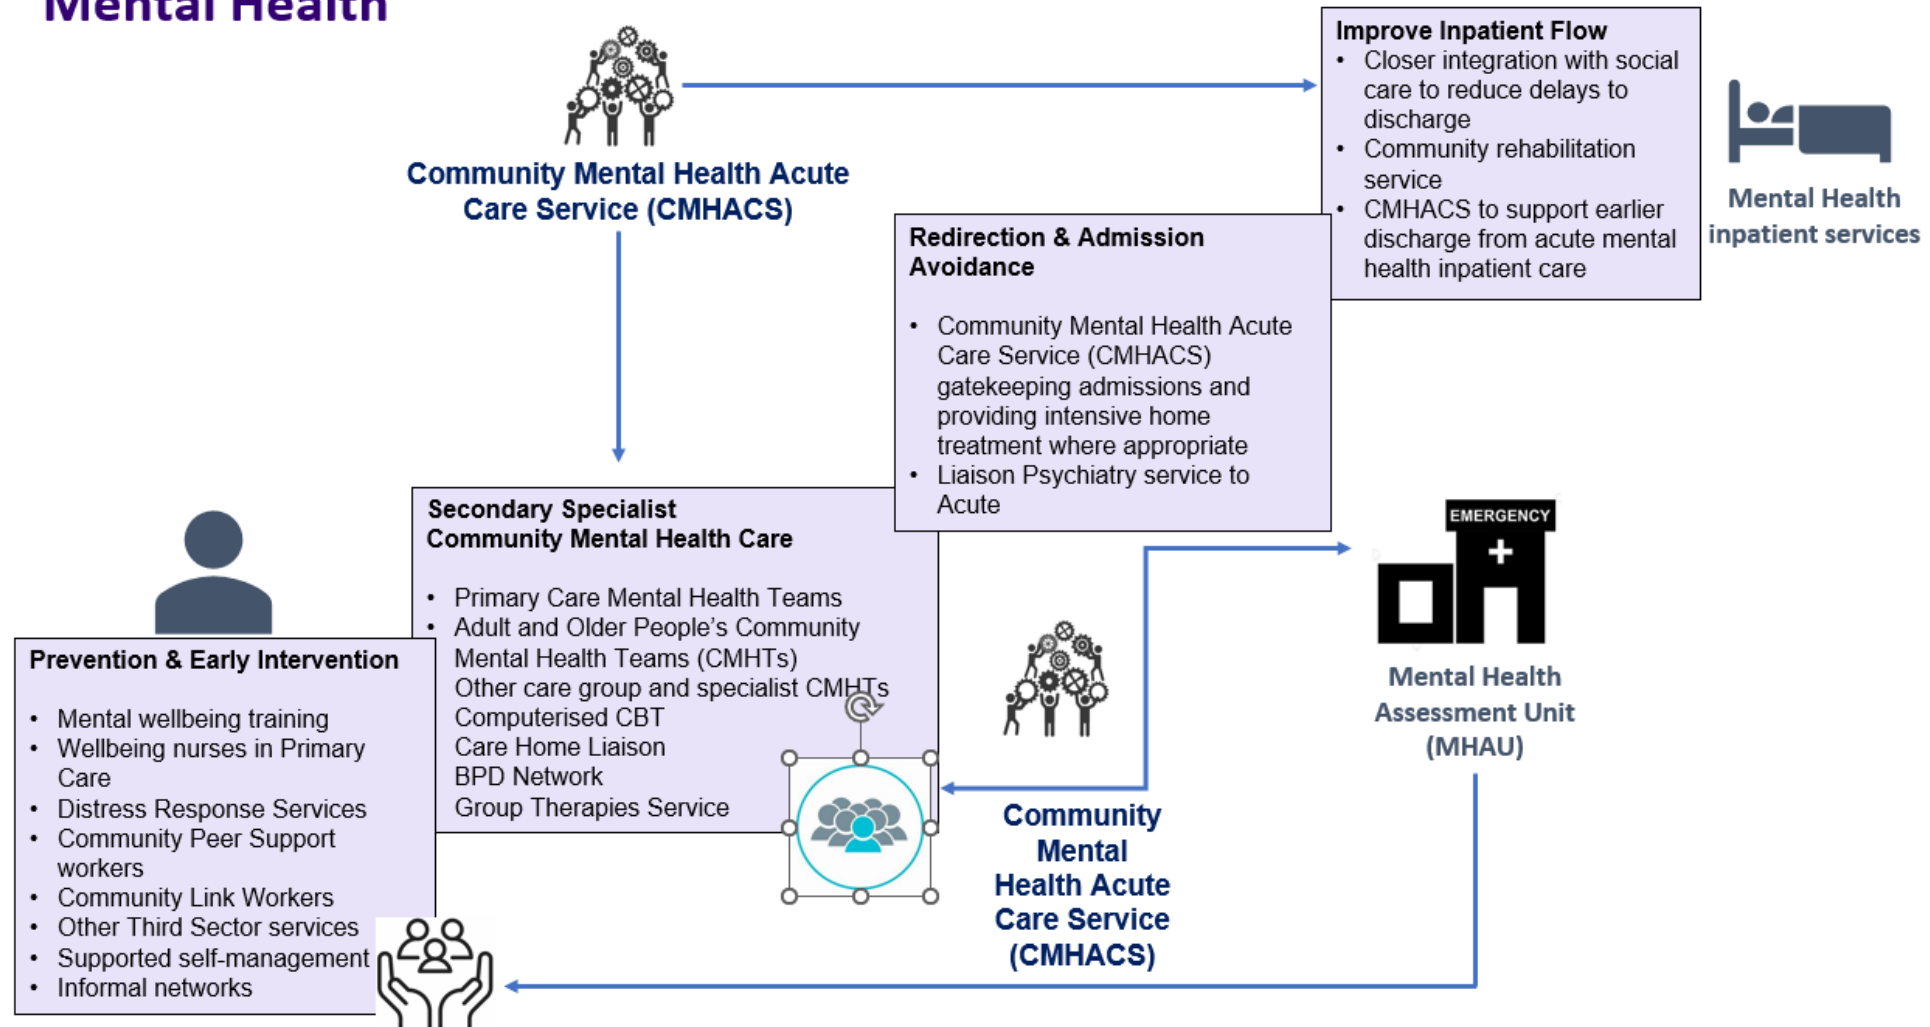 Mental Health
Community Mental Health Acute
Care Service (CMHACS)
Improve Inpatient Flow
• Closer integration with social
care to reduce delays to
discharge
• Community rehabilitation
service
• CMHACS to support earlier
discharge from acute mental
health inpatient care
Mental Health
inpatient services
Redirection & Admission
Avoidance
• Community Mental Health Acute
Care Service (CMHACS)
gatekeeping admissions and
providing intensive home
treatment where appropriate
• Liaison Psychiatry service to
Acute
Secondary Specialist
Community Mental Health Care
• Primary Care Mental Health Teams
• Adult and Older People’s Community
Mental Health Teams (CMHTs)
Other care group and specialist CMHTs
Computerised CBT
Care Home Liaison
BPD Network
Group Therapies Service
Prevention & Early Intervention
• Mental wellbeing training
• Wellbeing nurses in Primary
Care
• Distress Response Services
• Community Peer Support
workers
• Community Link Workers
• Other Third Sector services
• Supported self-management
• Informal networks
Community
Mental
Health Acute
Care Service
(CMHACS)
EMERGENCY
Mental Health
Assessment Unit
(MHAU)